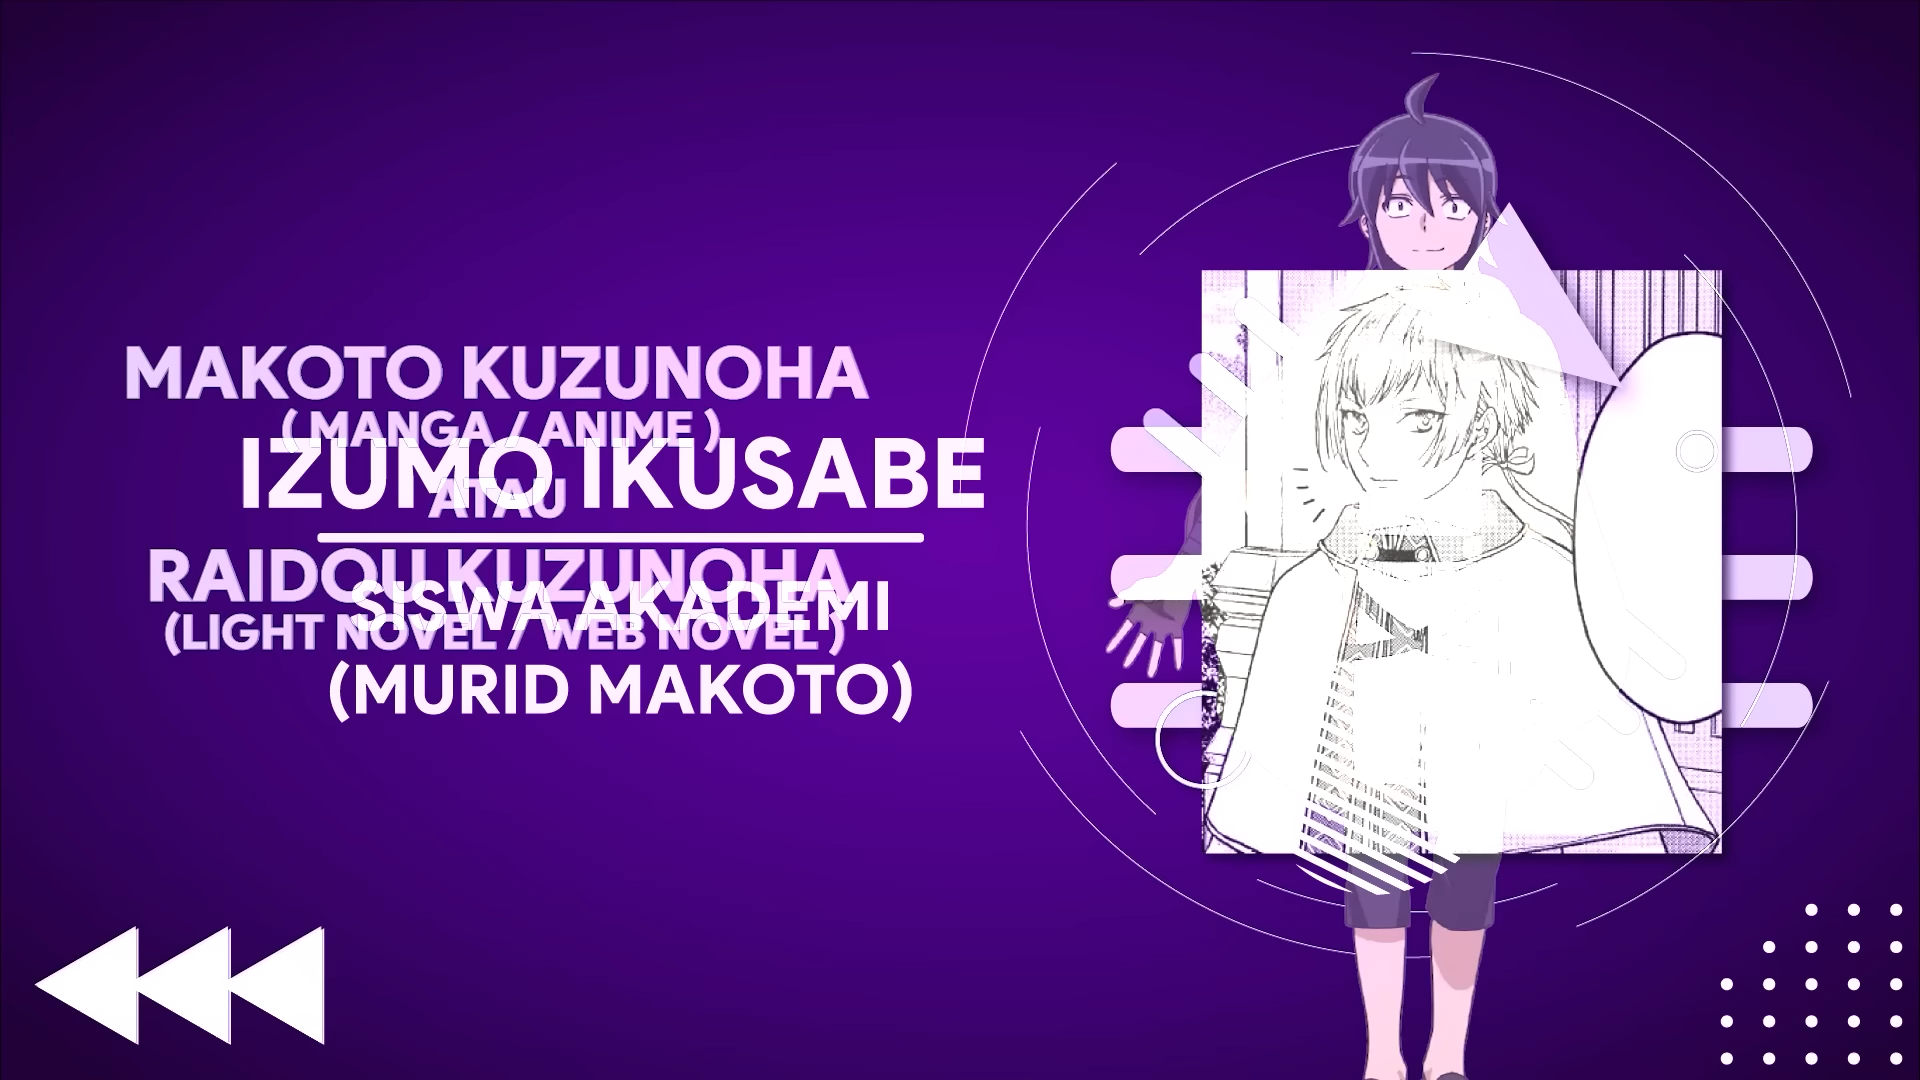 MAKOTO KUZUNOHA
( MANGA / ANIME )
IZUMO IKUSABE
ATAU
RAIDOU KUZUNOHA
SISWA AKADEMI
(LIGHT NOVEL / WEB NOVEL )
(MURID MAKOTO)